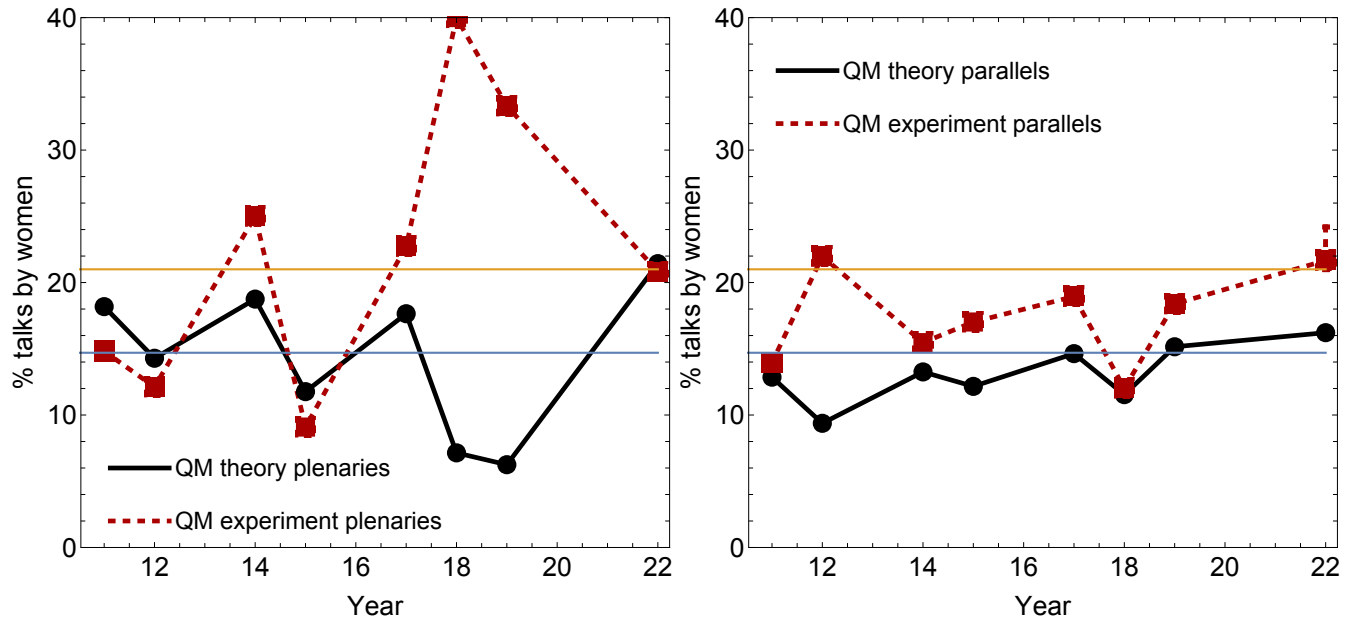 % talks by women
40
30
20
10
0
QM theory plenaries
QM experiment plenaries
12 14 16 18 20 22
Year
% talks by women
40
30
20
10
0
QM theory parallels
QM experiment parallels
12 14 16 18 20 22
Year